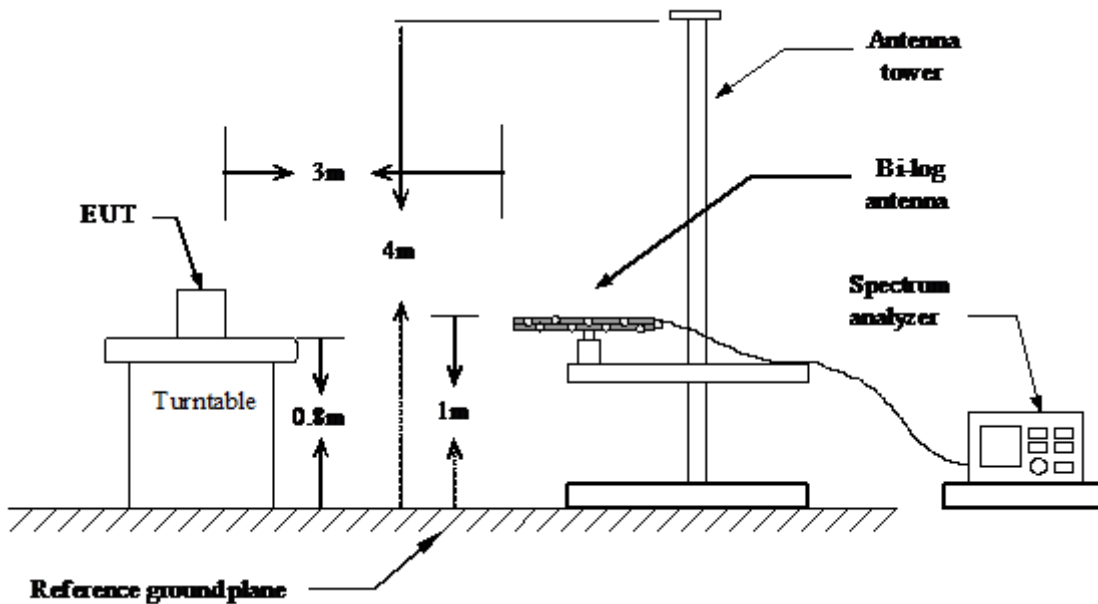 Antenna
tower
3m
Bi-log
antenna
EUT
4m
Spectrum
analyzer
Turntable
0.8m
1m
Reference ground plane